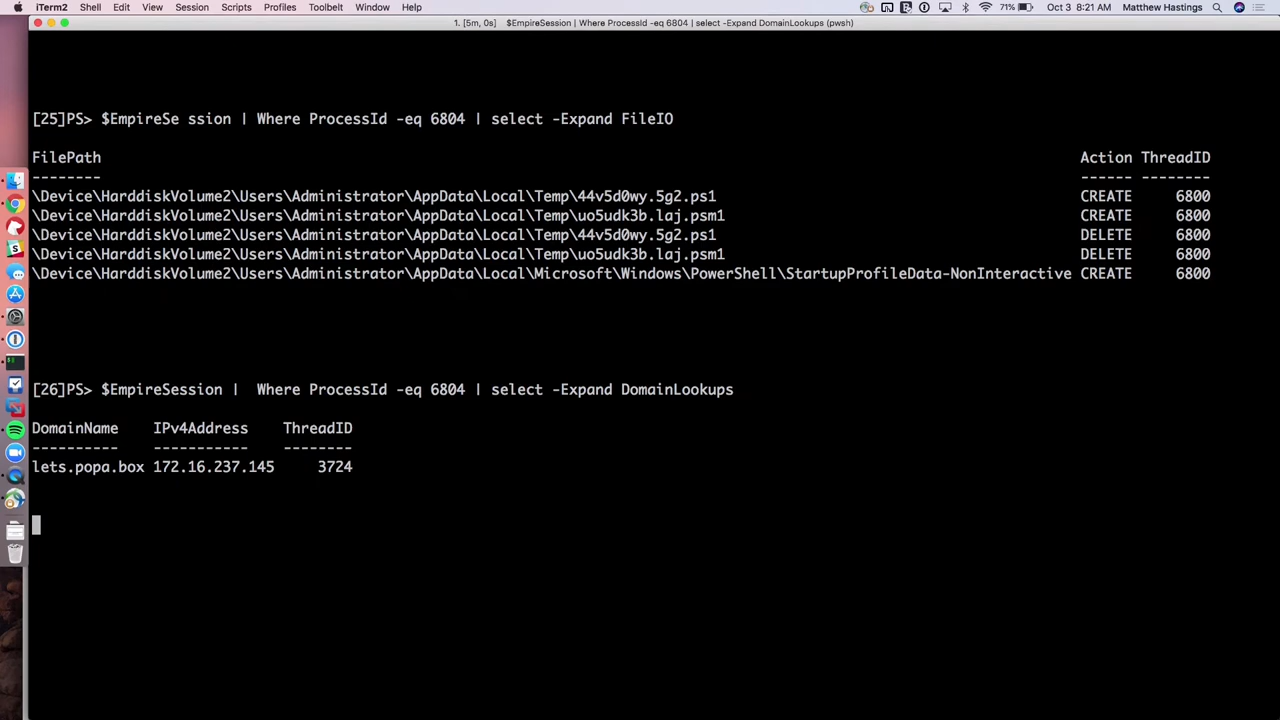 iTerm2 Shell Edit View Session Scripts Profiles Toolbelt Window Help 71% Oct 3 8:21 AM Matthew Hastings
1. [5m, 0s] $EmpireSession | Where ProcessId -eq 6804 | select -Expand DomainLookups (pwsh)
[25]PS> $EmpireSe ssion | Where ProcessId -eq 6804 | select -Expand FileIO
FilePath Action ThreadID
-------- ------ --------
\Device\HarddiskVolume2\Users\Administrator\AppData\Local\Temp\44v5d0wy.5g2.ps1 CREATE 6800
\Device\HarddiskVolume2\Users\Administrator\AppData\Local\Temp\uo5udk3b.laj.psm1 CREATE 6800
\Device\HarddiskVolume2\Users\Administrator\AppData\Local\Temp\44v5d0wy.5g2.ps1 DELETE 6800
\Device\HarddiskVolume2\Users\Administrator\AppData\Local\Temp\uo5udk3b.laj.psm1 DELETE 6800
\Device\HarddiskVolume2\Users\Administrator\AppData\Local\Microsoft\Windows\PowerShell\StartupProfileData-NonInteractive CREATE 6800
[26]PS> $EmpireSession |  Where ProcessId -eq 6804 | select -Expand DomainLookups
DomainName IPv4Address ThreadID
---------- ----------- --------
lets.popa.box 172.16.237.145 3724